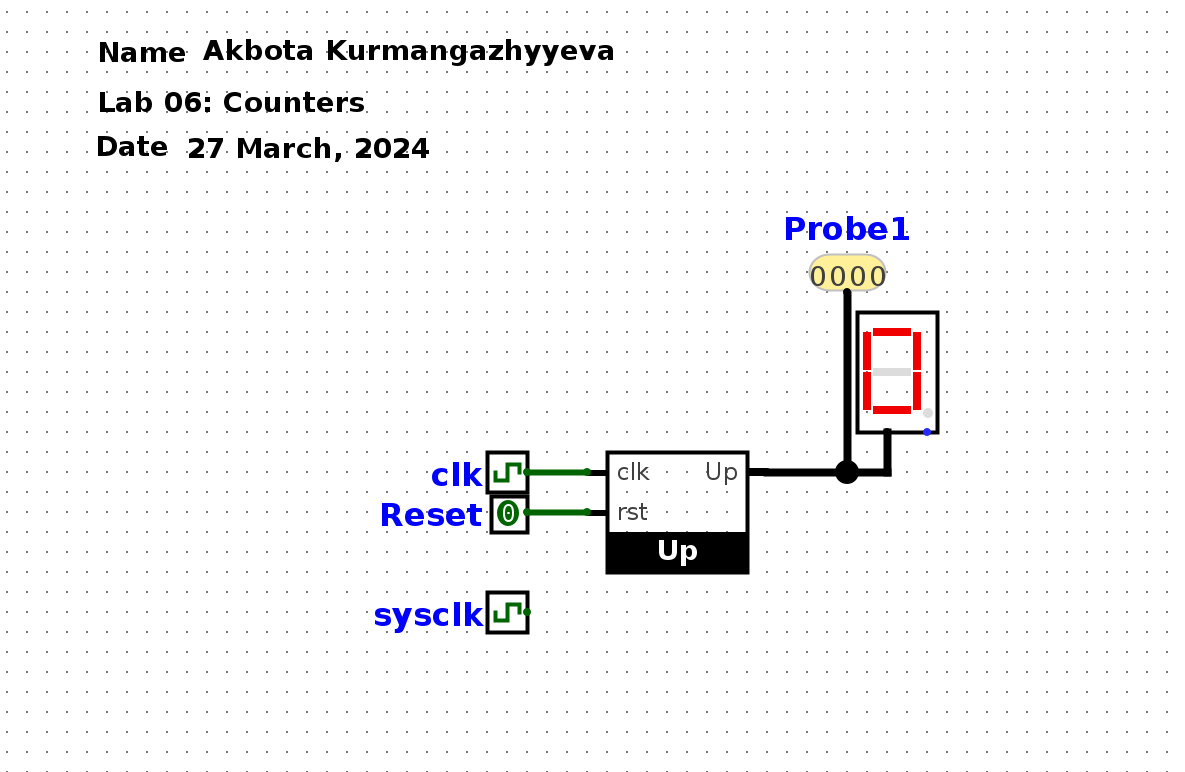 Name Akbota Kurmangazhyyeva
Lab 06: Counters
Date 27 March, 2024
Probe1
0000
0
clk clk Up
Reset 0 rst
Up
sysclk